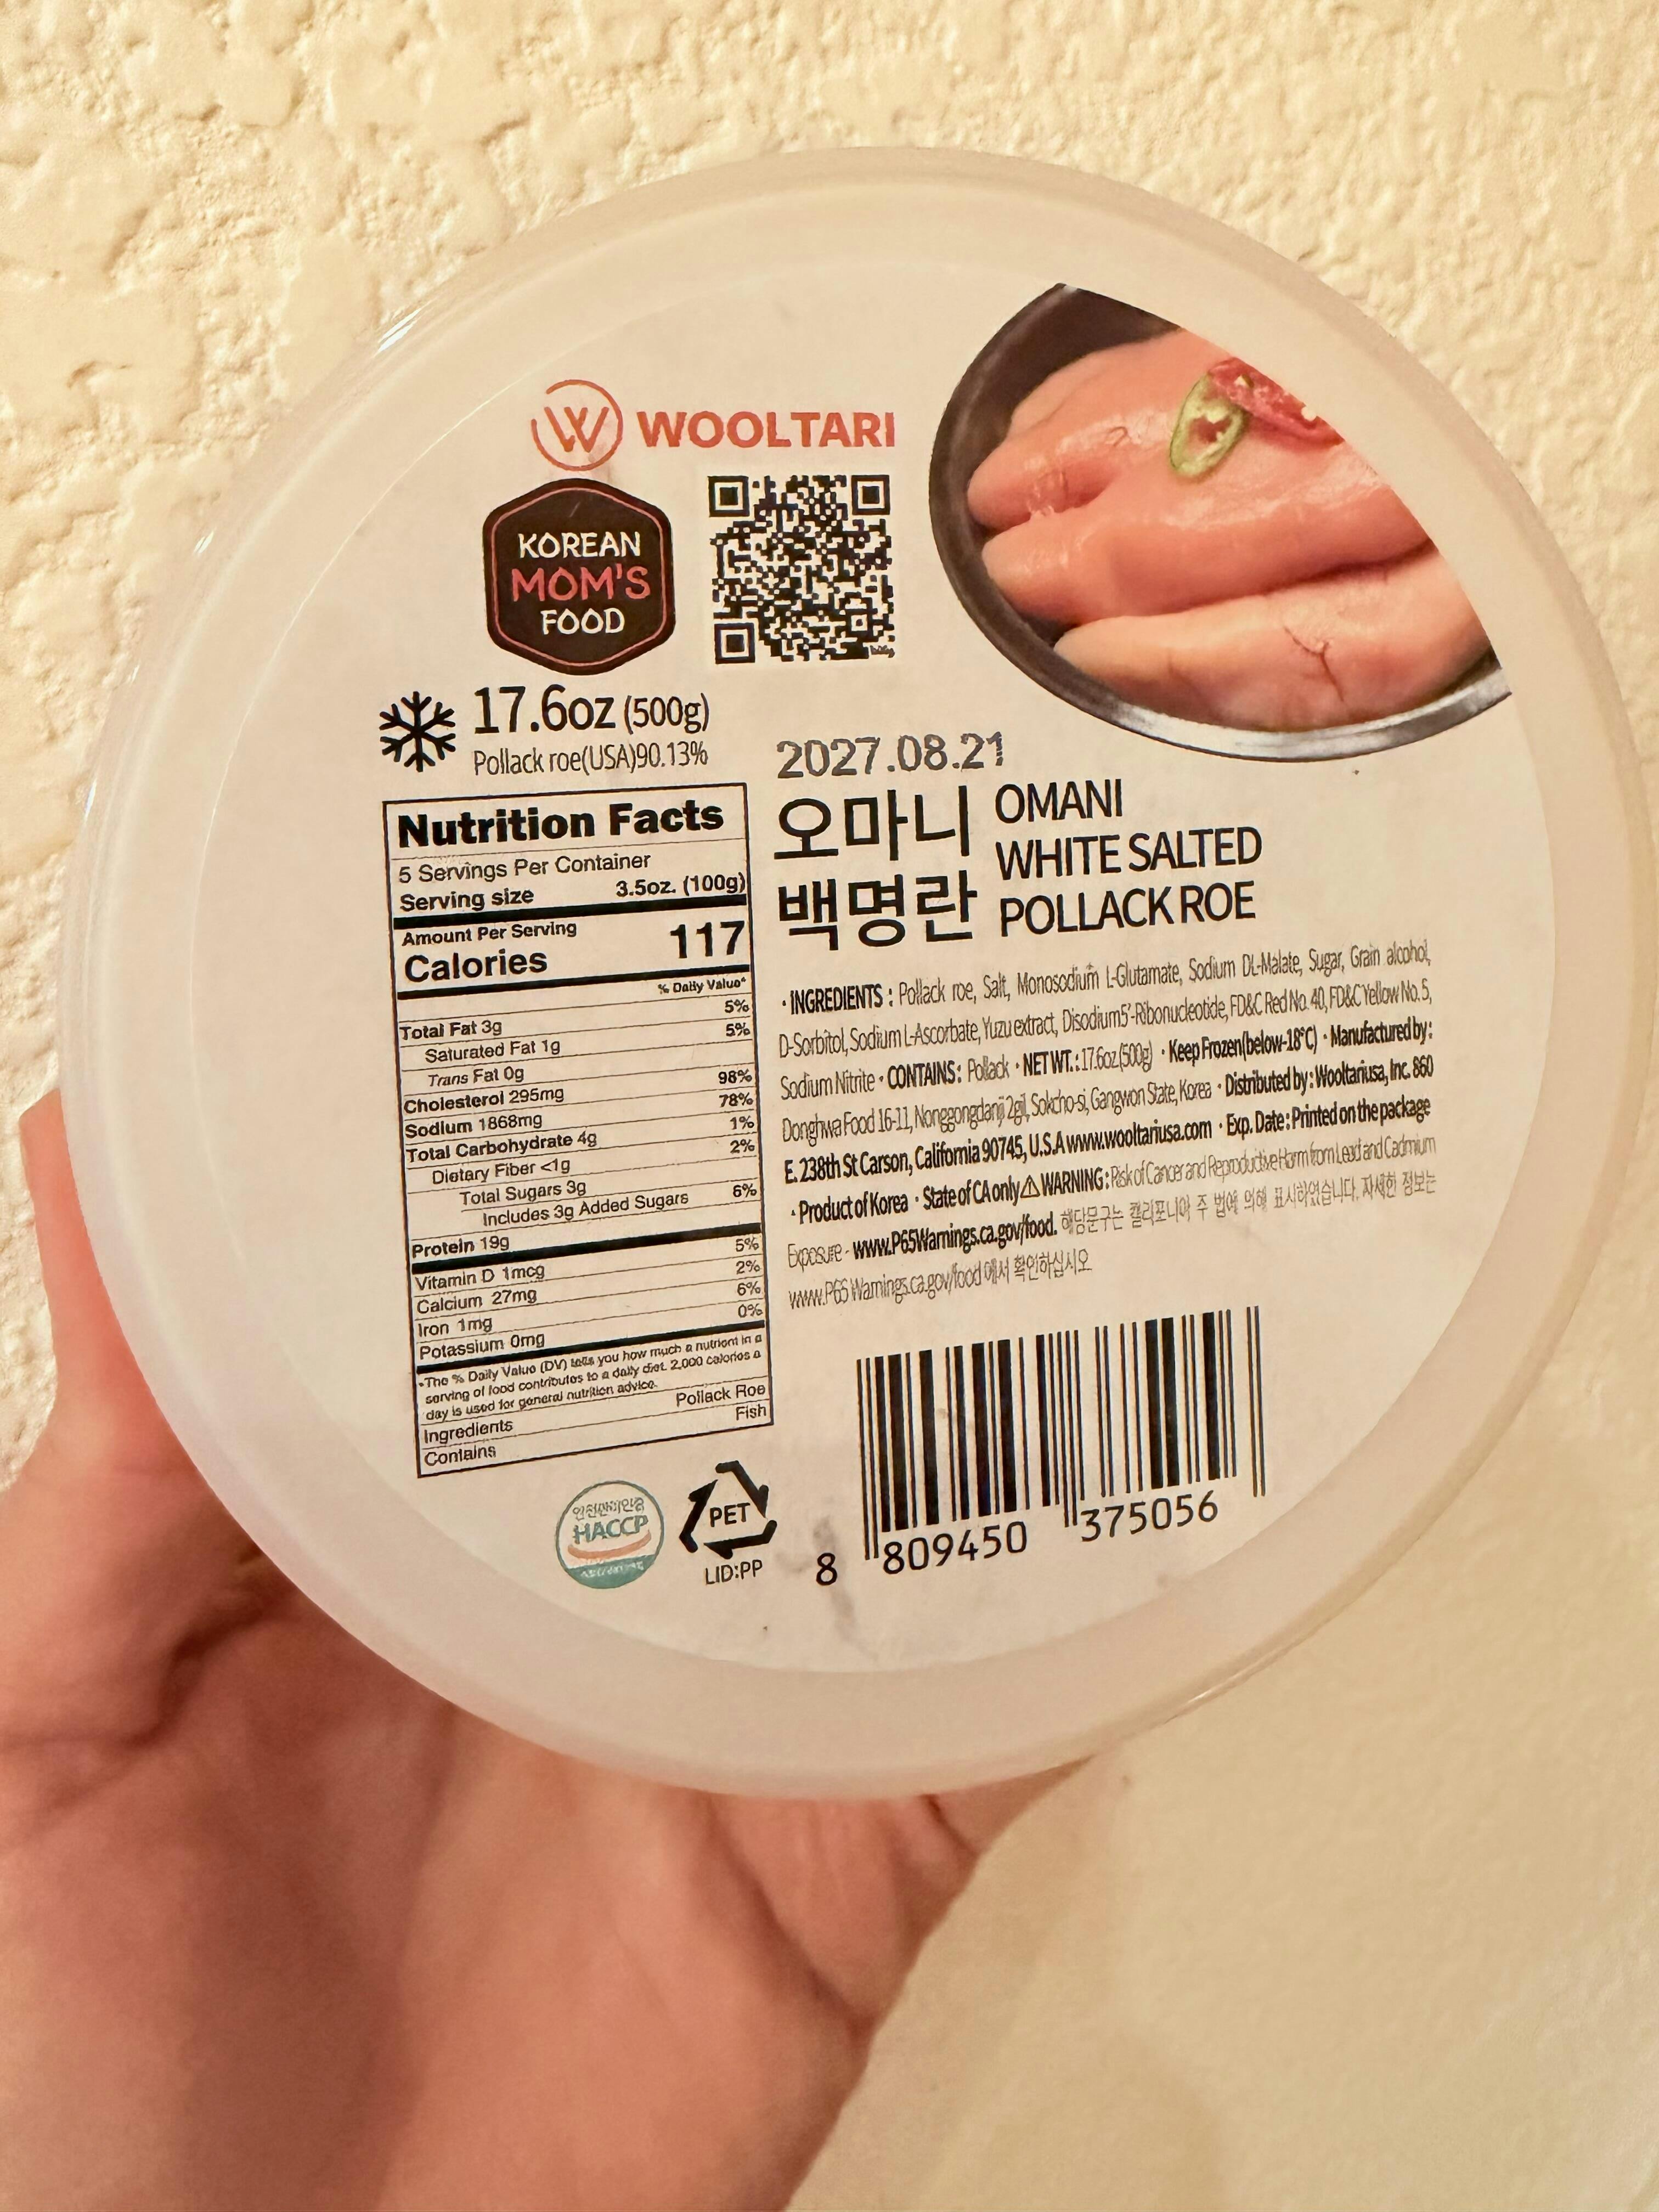 WOOLTARI
KOREAN
MOM'S
FOOD
17.6oz (500g)
Pollack roe(USA)90.13%
2027.08.21
오마니
백명란
OMANI
WHITE SALTED
POLLACK ROE
Nutrition Facts
5 Servings Per Container
Serving size 3.5oz. (100g)
Amount Per Serving
Calories 117
% Daily Value*
Total Fat 3g 5%
Saturated Fat 1g 5%
Trans Fat 0g
Cholesterol 295mg 98%
Sodium 1868mg 78%
Total Carbohydrate 4g 1%
Dietary Fiber <1g 2%
Total Sugars 3g
Includes 3g Added Sugars 6%
Protein 19g
Vitamin D 1mcg 5%
Calcium 27mg 2%
Iron 1mg 6%
Potassium 0mg 0%
*The % Daily Value (DV) tells you how much a nutrient in a
serving of food contributes to a daily diet. 2,000 calories a
day is used for general nutrition advice.
Ingredients Pollack Roe
Contains Fish
· INGREDIENTS : Pollack roe, Salt, Monosodium L-Glutamate, Sodium DL-Malate, Sugar, Grain alcohol,
D-Sorbitol, Sodium L-Ascorbate, Yuzu extract, Disodium5'-Ribonucleotide, FD&C Red No. 40, FD&C Yellow No. 5,
Sodium Nitrite · CONTAINS : Pollack · NET WT. : 17.6oz(500g) · Keep Frozen(below-18°C) · Manufactured by :
Donghwa Food 16-11, Nonggongdanji 2gil, Sokcho-si, Gangwon State, Korea · Distributed by : Wooltariusa, Inc. 860
E. 238th St Carson, California 90745, U.S.A www.wooltariusa.com · Exp. Date : Printed on the package
· Product of Korea · State of CA only ⚠ WARNING : Risk of Cancer and Reproductive Harm from Lead and Cadmium
Exposure - www.P65Warnings.ca.gov/food. 해당문구는 캘리포니아 주 법에 의해 표시하였습니다. 자세한 정보는
www.P65 Warnings.ca.gov/food 에서 확인하십시오
HACCP
PET
LID:PP
8 809450 375056